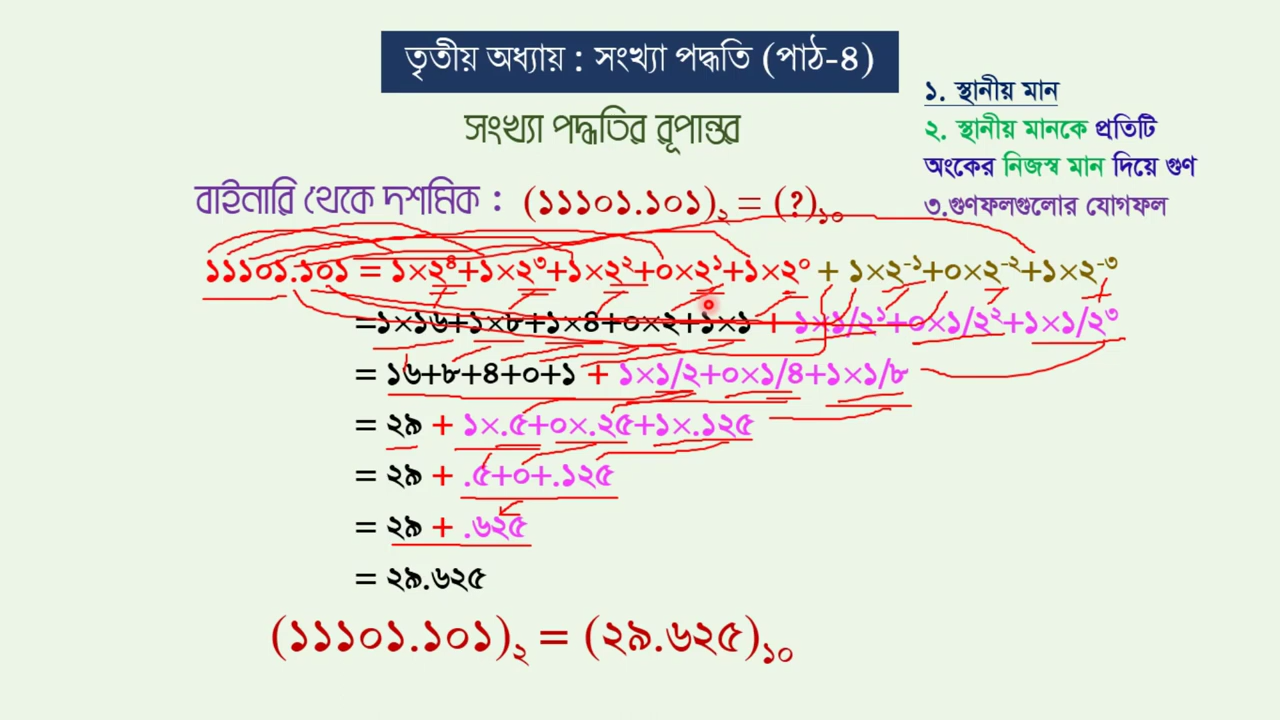 তৃতীয় অধ্যায় : সংখ্যা পদ্ধতি (পাঠ-৪)
সংখ্যা পদ্ধতির রূপান্তর
১. স্থানীয় মান
২. স্থানীয় মানকে প্রতিটি
অংকের নিজস্ব মান দিয়ে গুণ
৩.গুণফলগুলোর যোগফল
বাইনারি থেকে দশমিক : (১১১০১.১০১)₂ = (?)₁₀
১১১০১.১০১ = ১×২⁴+১×২³+১×২²+০×২¹+১×২⁰ + ১×২⁻¹+০×২⁻²+১×২⁻³
=১×১৬+১×৮+১×৪+০×২+১×১ + ১×১/২¹+০×১/২²+১×১/২³
= ১৬+৮+৪+০+১ + ১×১/২+০×১/৪+১×১/৮
= ২৯ + ১×.৫+০×.২৫+১×.১২৫
= ২৯ + .৫+০+.১২৫
= ২৯ + .৬২৫
= ২৯.৬২৫
(১১১০১.১০১)₂ = (২৯.৬২৫)₁₀